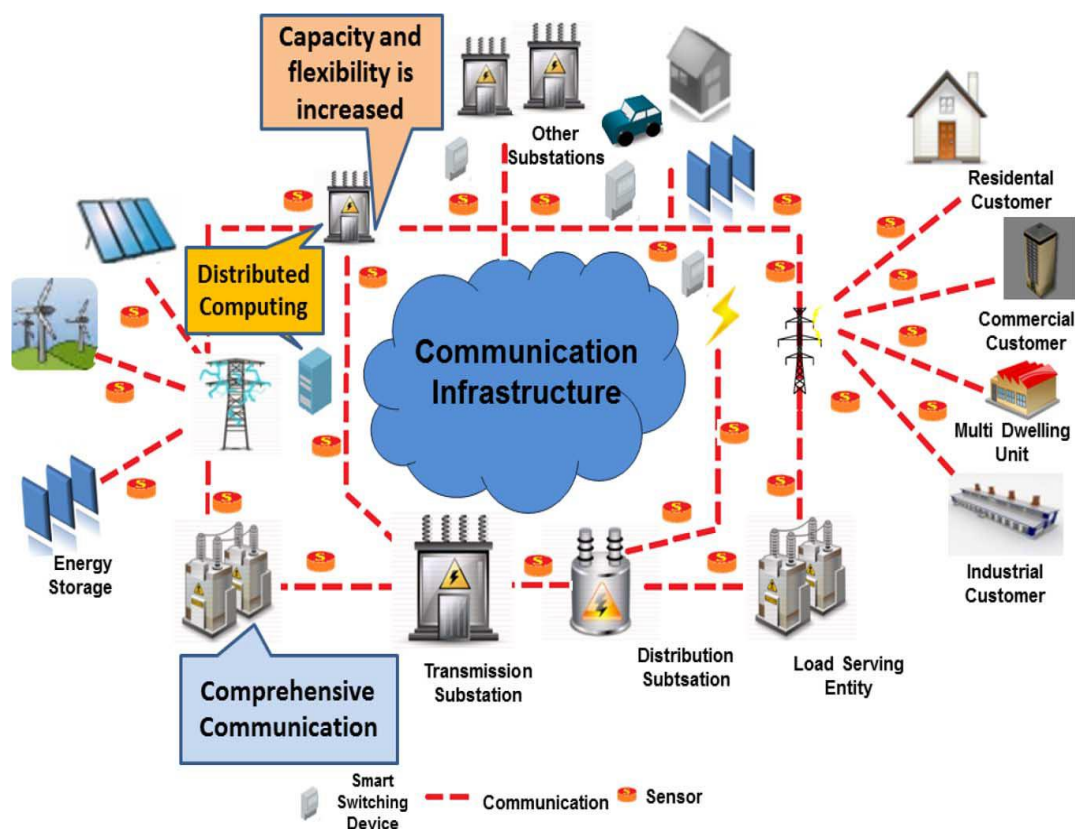 Capacity and
flexibility is
increased
Other
Substations
Residental
Customer
Distributed
Computing
Communication
Infrastructure
Commercial
Customer
Multi Dwelling
Unit
Energy
Storage
Industrial
Customer
Transmission
Substation
Distribution
Subtsation
Load Serving
Entity
Comprehensive
Communication
Smart
Switching
Device
Communication
S Sensor